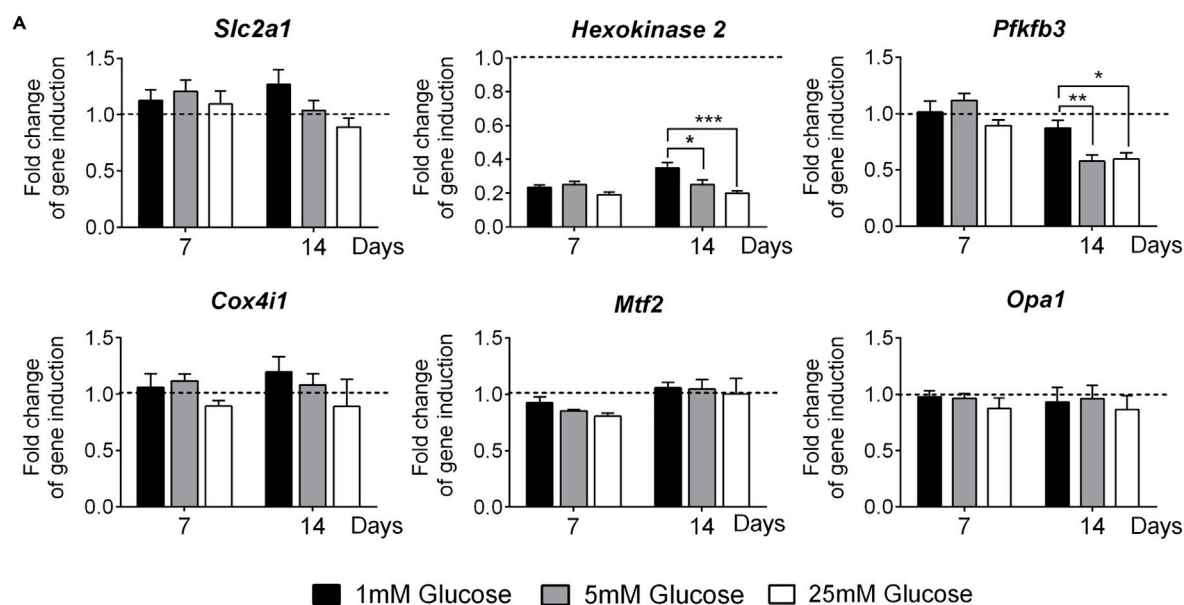 A
Slc2a1
Hexokinase 2
Pfkfb3
Fold change
of gene induction
1.5
1.0
0.5
0.0
7
14
Days
Fold change
of gene induction
1.0
0.8
0.6
0.4
0.2
0.0
*
***
7
14
Days
Fold change
of gene induction
1.5
1.0
0.5
0.0
**
*
7
14
Days
Cox4i1
Mtf2
Opa1
Fold change
of gene induction
1.5
1.0
0.5
0.0
7
14
Days
Fold change
of gene induction
1.5
1.0
0.5
0.0
7
14
Days
Fold change
of gene induction
1.5
1.0
0.5
0.0
7
14
Days
1mM Glucose
5mM Glucose
25mM Glucose